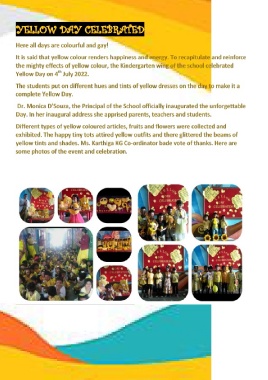 YELLOW DAY CELEBRATED
Here all days are colourful and gay!
It is said that yellow colour renders happiness and energy. To recapitulate and reinforce
the mighty effects of yellow colour, the Kindergarten wing of the school celebrated
Yellow Day on 4th July 2022.
The students put on different hues and tints of yellow dresses on the day to make it a
complete Yellow Day.
Dr. Monica D'Souza, the Principal of the School officially inaugurated the unforgettable
Day. In her inaugural address she apprised parents, teachers and students.
Different types of yellow coloured articles, fruits and flowers were collected and
exhibited. The happy tiny tots attired yellow outfits and there glittered the beams of
yellow tints and shades. Ms. Karthiga KG Co-ordinator bade vote of thanks. Here are
some photos of the event and celebration.